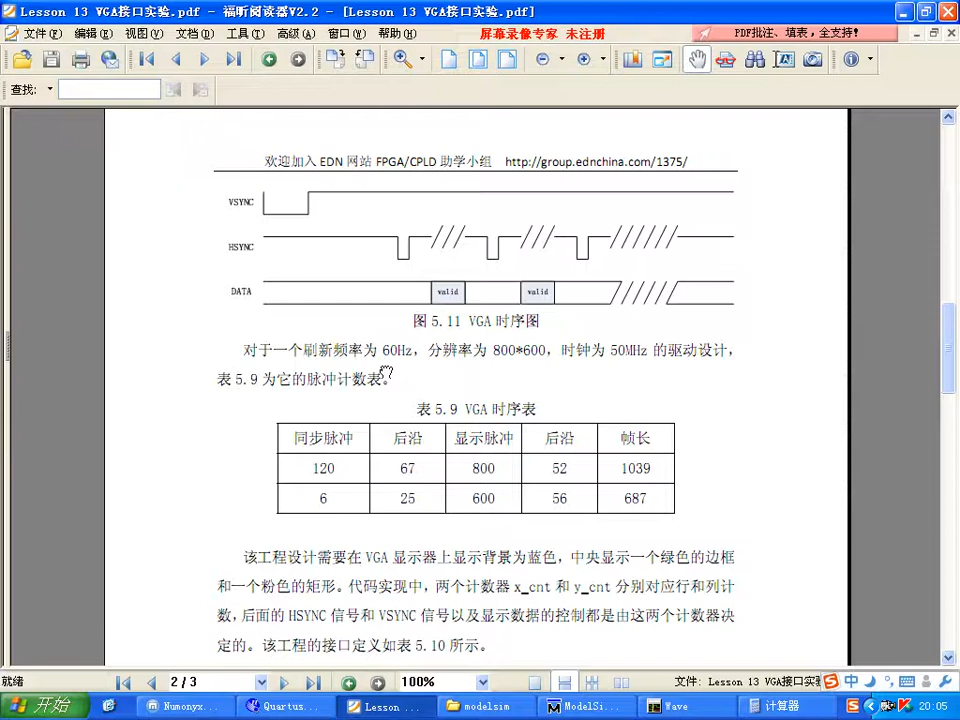 Lesson 13 VGA接口实验.pdf - 福昕阅读器V2.2 - [Lesson 13 VGA接口实验.pdf]
文件(F) 编辑(E) 视图(V) 文档(D) 工具(T) 高级(A) 窗口(W) 帮助(H) 屏幕录像专家 未注册 PDF批注、填表,全支持!
查找:
欢迎加入 EDN 网站 FPGA/CPLD 助学小组 http://group.ednchina.com/1375/
VSYNC
HSYNC
DATA valid valid
图 5.11 VGA 时序图
对于一个刷新频率为 60Hz,分辨率为 800*600,时钟为 50MHz 的驱动设计,
表 5.9 为它的脉冲计数表。
表 5.9 VGA 时序表
同步脉冲 后沿 显示脉冲 后沿 帧长
120 67 800 52 1039
6 25 600 56 687
该工程设计需要在 VGA 显示器上显示背景为蓝色,中央显示一个绿色的边框
和一个粉色的矩形。代码实现中,两个计数器 x_cnt 和 y_cnt 分别对应行和列计
数,后面的 HSYNC 信号和 VSYNC 信号以及显示数据的控制都是由这两个计数器决
定的。该工程的接口定义如表 5.10 所示。
就绪 2/3 100% 文件: Lesson 13 VGA接口实验 中
开始 Numonyx... Quartus... Lesson ... modelsim ModelSi... Wave 计算器 20:05